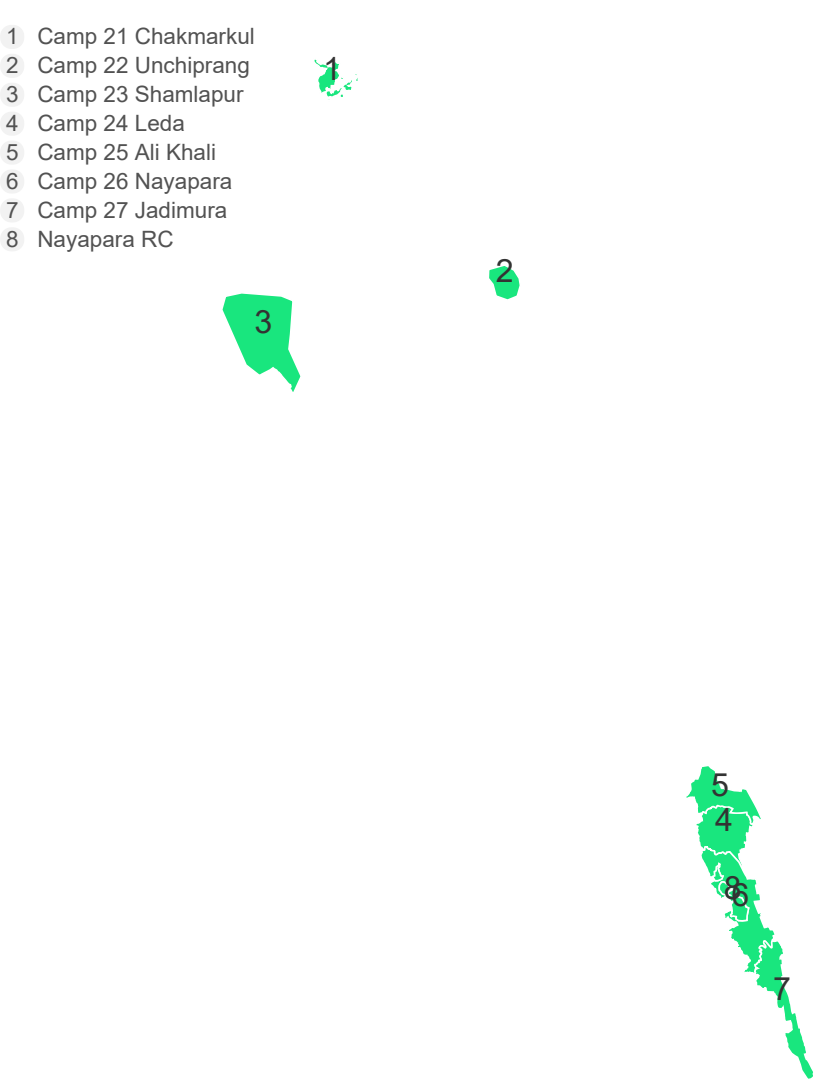 1 Camp 21 Chakmarkul
2 Camp 22 Unchiprang
3 Camp 23 Shamlapur
4 Camp 24 Leda
5 Camp 25 Ali Khali
6 Camp 26 Nayapara
7 Camp 27 Jadimura
8 Nayapara RC
1
2
3
5
4
8
6
7